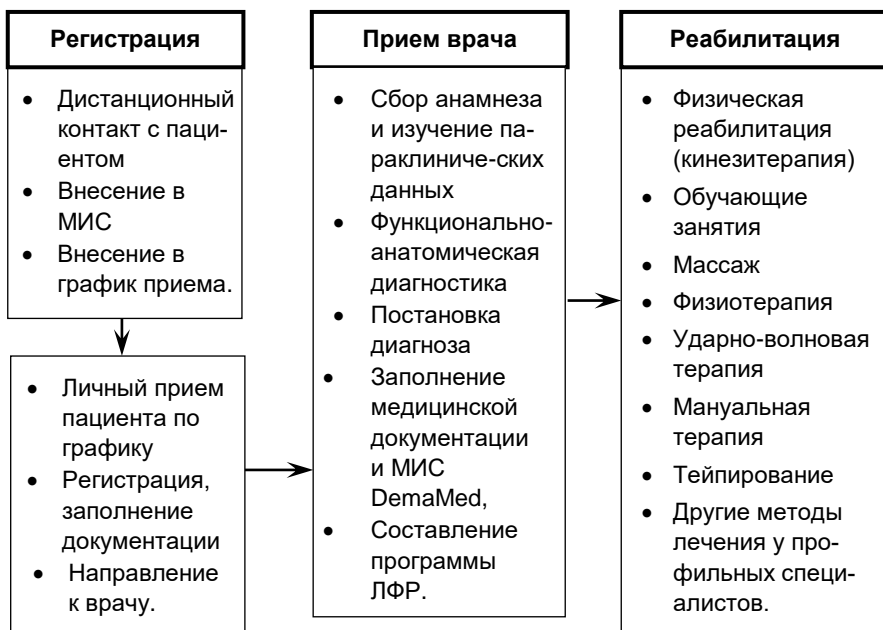 Регистрация
• Дистанционный
контакт с паци-
ентом
• Внесение в
МИС
• Внесение в
график приема.
• Личный прием
пациента по
графику
• Регистрация,
заполнение
документации
• Направление
к врачу.
Прием врача
• Сбор анамнеза
и изучение па-
раклиниче-ских
данных
• Функционально-
анатомическая
диагностика
• Постановка
диагноза
• Заполнение
медицинской
документации
и МИС
DemaMed,
• Составление
программы
ЛФР.
Реабилитация
• Физическая
реабилитация
(кинезитерапия)
• Обучающие
занятия
• Массаж
• Физиотерапия
• Ударно-волновая
терапия
• Мануальная
терапия
• Тейпирование
• Другие методы
лечения у про-
фильных специ-
алистов.